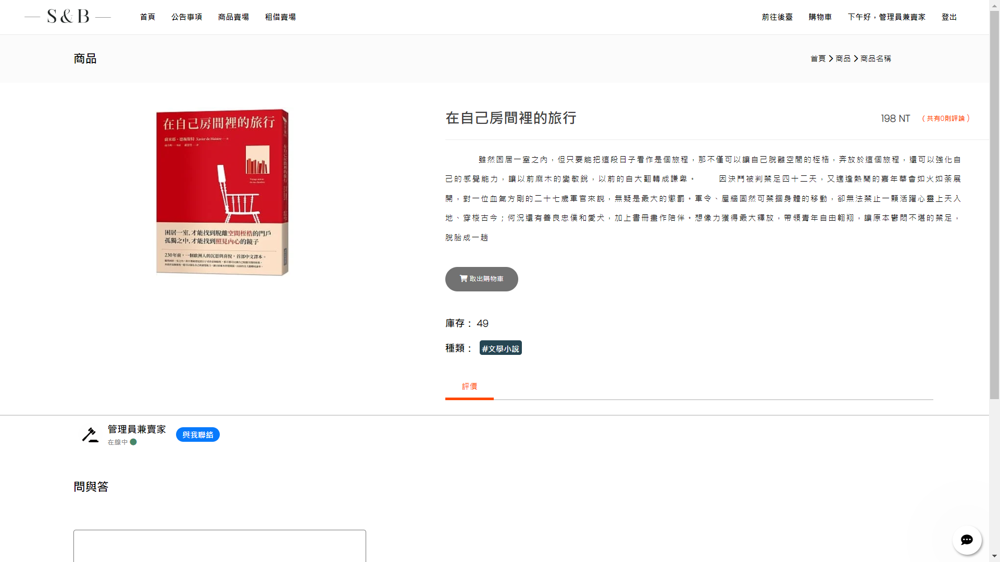 S & B
首頁 公告事項 商品賣場 租借賣場
前往後臺 購物車 下午好，管理員兼賣家 登出
商品
首頁 > 商品 > 商品名稱
在自己房間裡的旅行
Xavier de Maistre
困居一室,才能找到脫離空間桎梏的門戶
孤獨之中,才能找到照見內心的鏡子
230年前，一個歐洲人的沉思與喜悅，首部中文譯本。
在自己房間裡的旅行
198 NT （ 共有0則評論 ）
雖然困居一室之內，但只要能把這段日子看作是個旅程，那不僅可以讓自己脫離空間的桎梏，奔放於這個旅程，還可以強化自
己的感覺能力，讓以前麻木的變敏銳，以前的自大翻轉成謙卑。 因決鬥被判禁足四十二天，又適逢熱鬧的嘉年華會如火如荼展
開，對一位血氣方剛的二十七歲軍官來說，無疑是最大的懲罰。軍令、屋牆固然可禁錮身體的移動，卻無法禁止一顆活躍心靈上天入
地、穿梭古今；何況還有善良忠僕和愛犬，加上書冊畫作陪伴。想像力獲得最大釋放，帶領青年自由翱翔，讓原本鬱悶不堪的禁足，
脫胎成一趟
取出購物車
庫存： 49
種類： #文學小說
評價
管理員兼賣家
在線中
與我聯絡
問與答